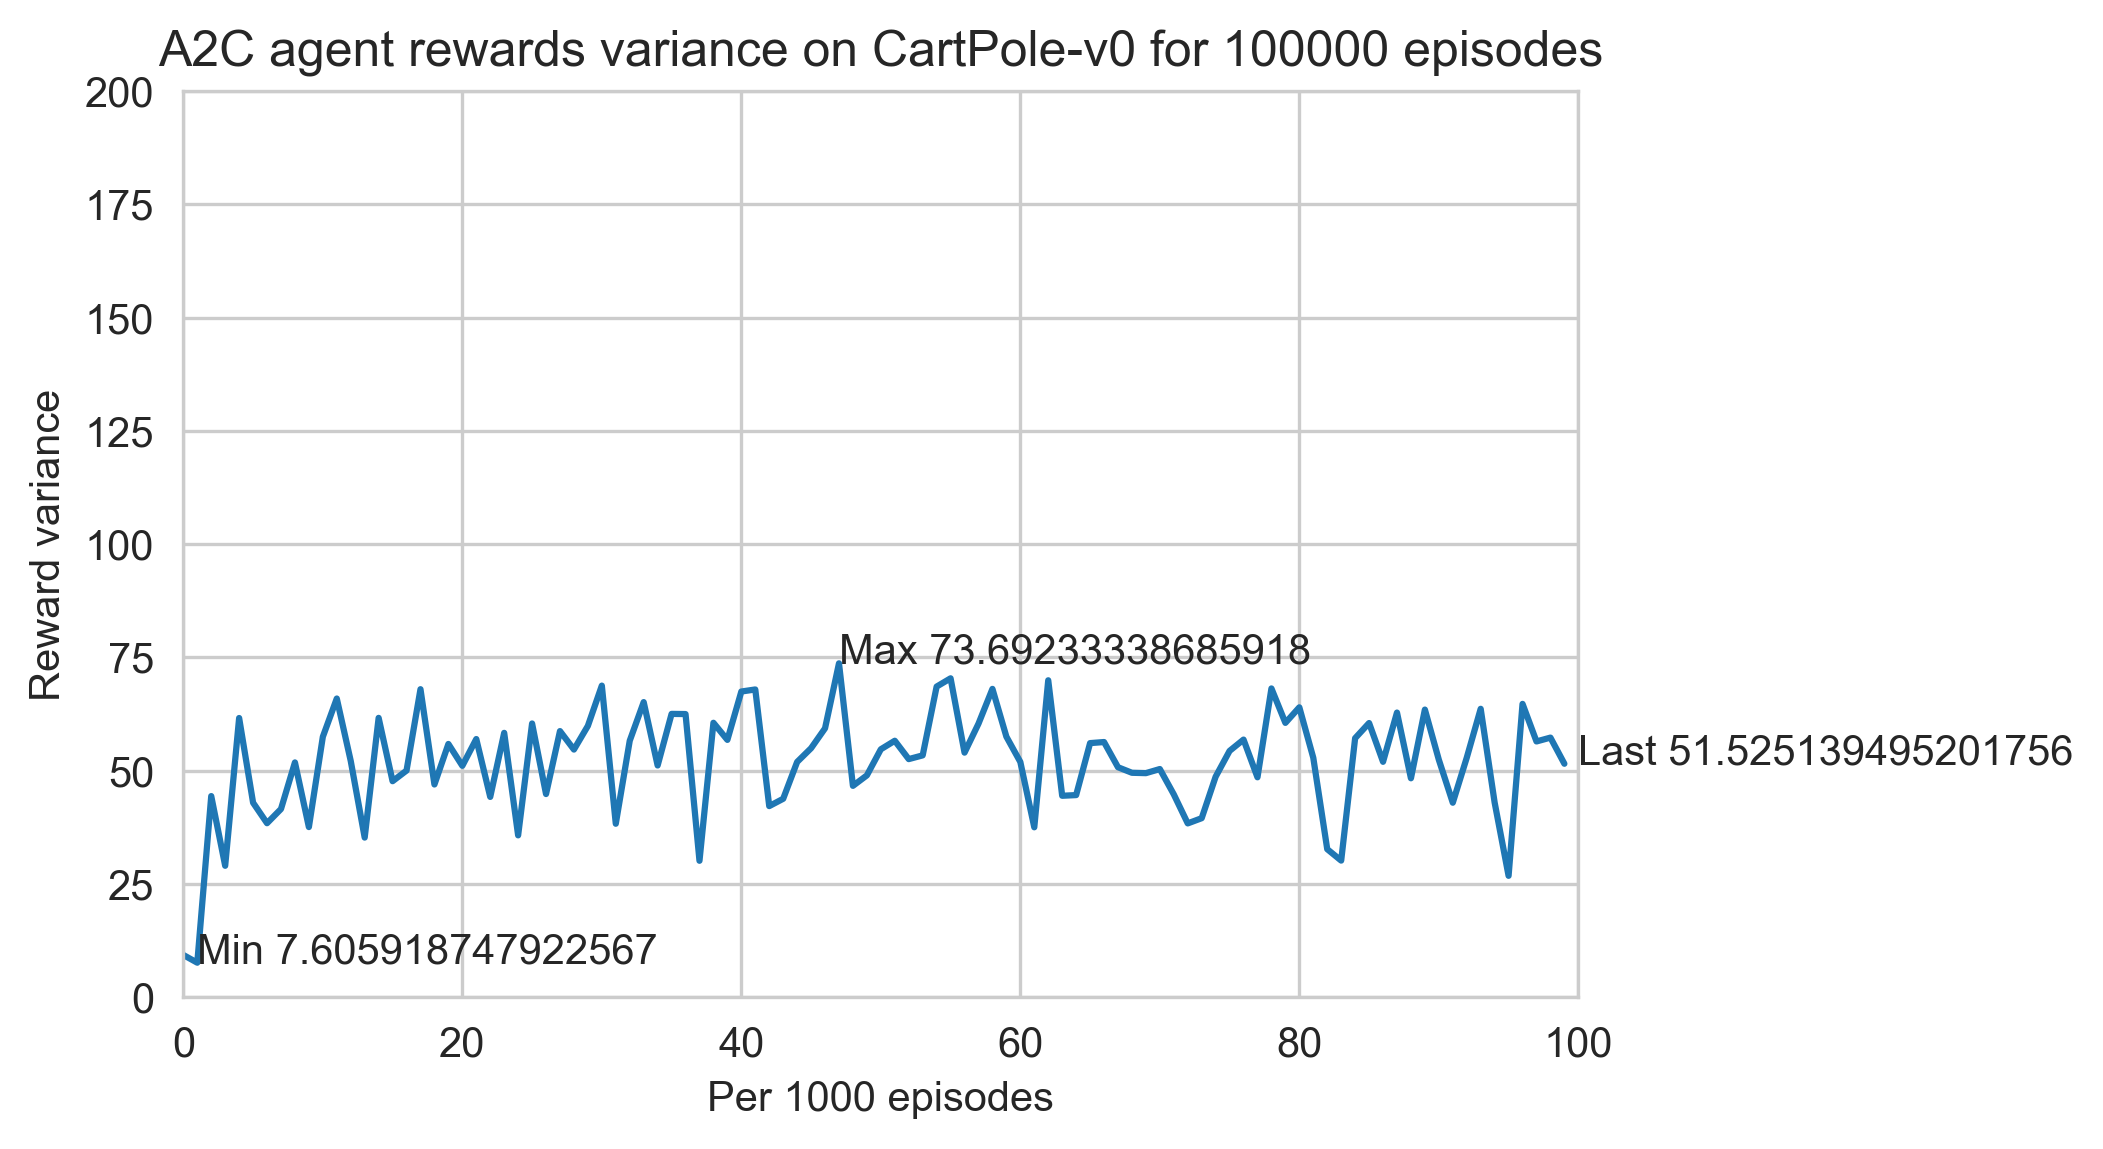 A2C agent rewards variance on CartPole-v0 for 100000 episodes
200
175
150
125
100
75
50
25
0
Reward variance
Max 73.69233338685918
Last 51.525139495201756
Min 7.605918747922567
0 20 40 60 80 100
Per 1000 episodes